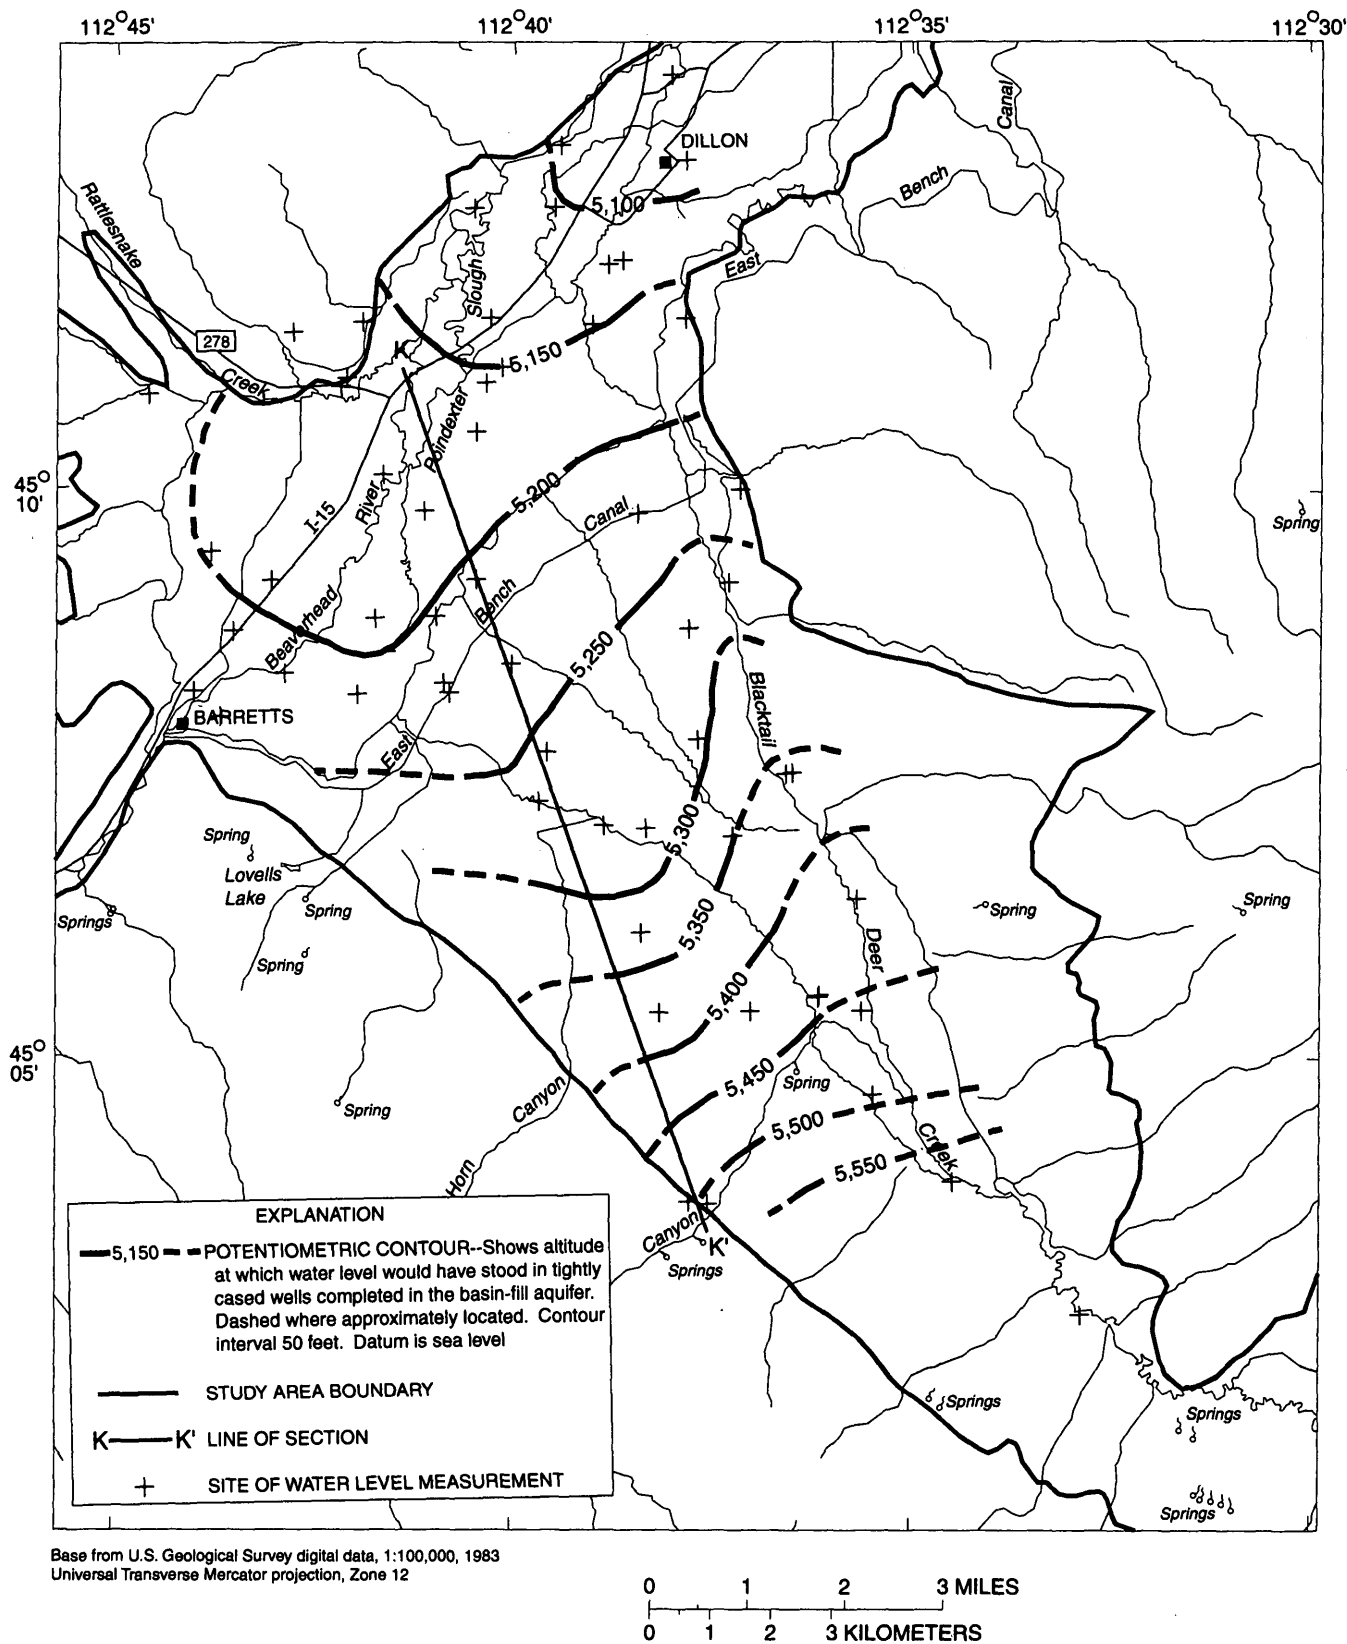 112°45'
112°40'
112°35'
112°30'
Canal
DILLON
Bench
Rattlesnake
5,100
East
Slough
278
K
5,150
Creek
Poindexter
45°
10'
5,200
I-15
River
Canal
Spring
Bench
Beaverhead
5,250
Blacktail
BARRETTS
East
5,300
Spring
Lovells
Lake
Spring
Springs
Spring
Spring
Spring
5,350
Deer
5,400
45°
05'
5,450
Spring
Canyon
Spring
5,500
Creek
5,550
Horn
Canyon
K'
Springs
EXPLANATION
5,150 POTENTIOMETRIC CONTOUR--Shows altitude
at which water level would have stood in tightly
cased wells completed in the basin-fill aquifer.
Dashed where approximately located. Contour
interval 50 feet. Datum is sea level
STUDY AREA BOUNDARY
K K' LINE OF SECTION
SITE OF WATER LEVEL MEASUREMENT
Springs
Springs
Springs
Base from U.S. Geological Survey digital data, 1:100,000, 1983
Universal Transverse Mercator projection, Zone 12
0 1 2 3 MILES
0 1 2 3 KILOMETERS